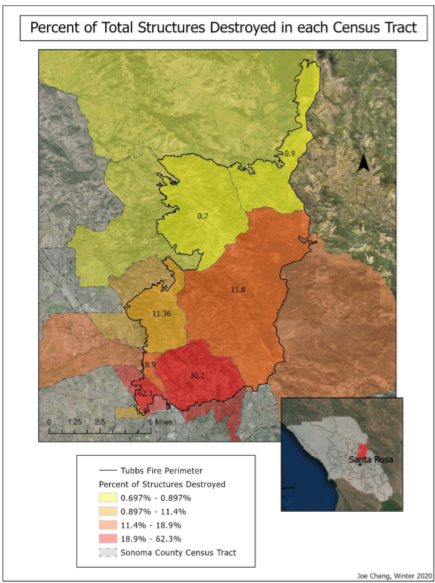 Percent of Total Structures Destroyed in each Census Tract
0.9
0.7
11.8
11.36
18.9
30.2
62.3
0 1.25 2.5 5 Miles
Santa Rosa
Tubbs Fire Perimeter
Percent of Structures Destroyed
0.697% - 0.897%
0.897% - 11.4%
11.4% - 18.9%
18.9% - 62.3%
Sonoma County Census Tract
Joe Chang, Winter 2020